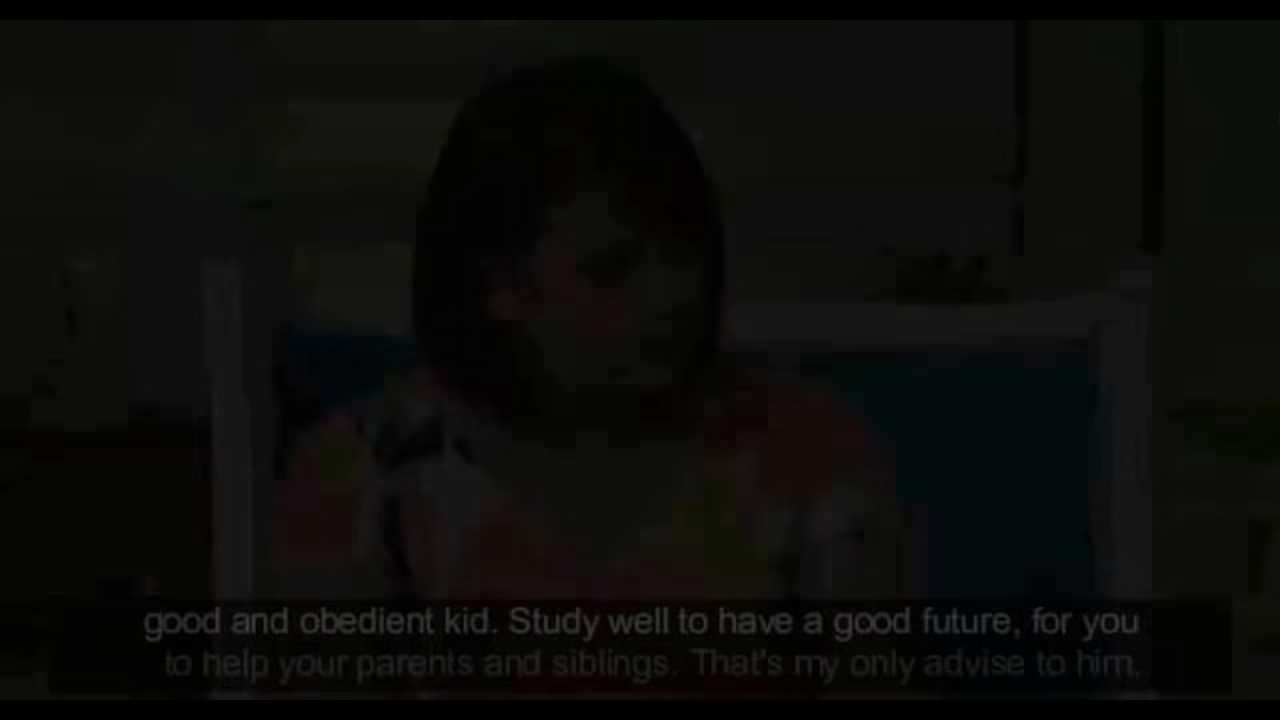 good and obedient kid. Study well to have a good future, for you
to help your parents and siblings. That's my only advise to him.